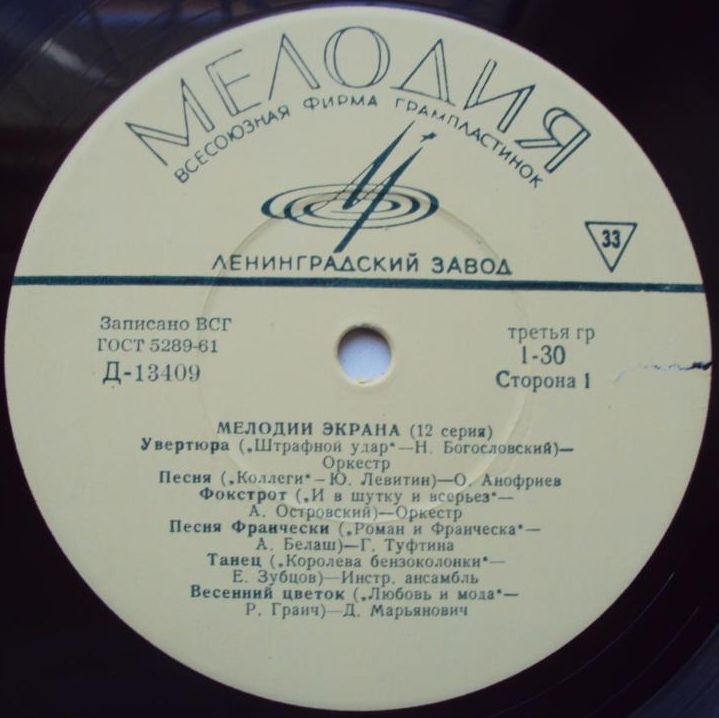 МЕЛОДИЯ
ВСЕСОЮЗНАЯ ФИРМА ГРАМПЛАСТИНОК
ЛЕНИНГРАДСКИЙ ЗАВОД
33
Записано ВСГ
ГОСТ 5289-61
Д-13409
третья гр
1-30
Сторона 1
МЕЛОДИИ ЭКРАНА (12 серия)
Увертюра („Штрафной удар“—Н. Богословский)—
Оркестр
Песня („Коллеги“—Ю. Левитин)—О. Анофриев
Фокстрот („И в шутку и всерьез“—
А. Островский)—Оркестр
Песня Франчески („Роман и Франческа“—
А. Белаш)—Г. Туфтина
Танец („Королева бензоколонки“—
Е. Зубцов)—Инстр. ансамбль
Весенний цветок („Любовь и мода“—
Р. Граич)—Д. Марьянович